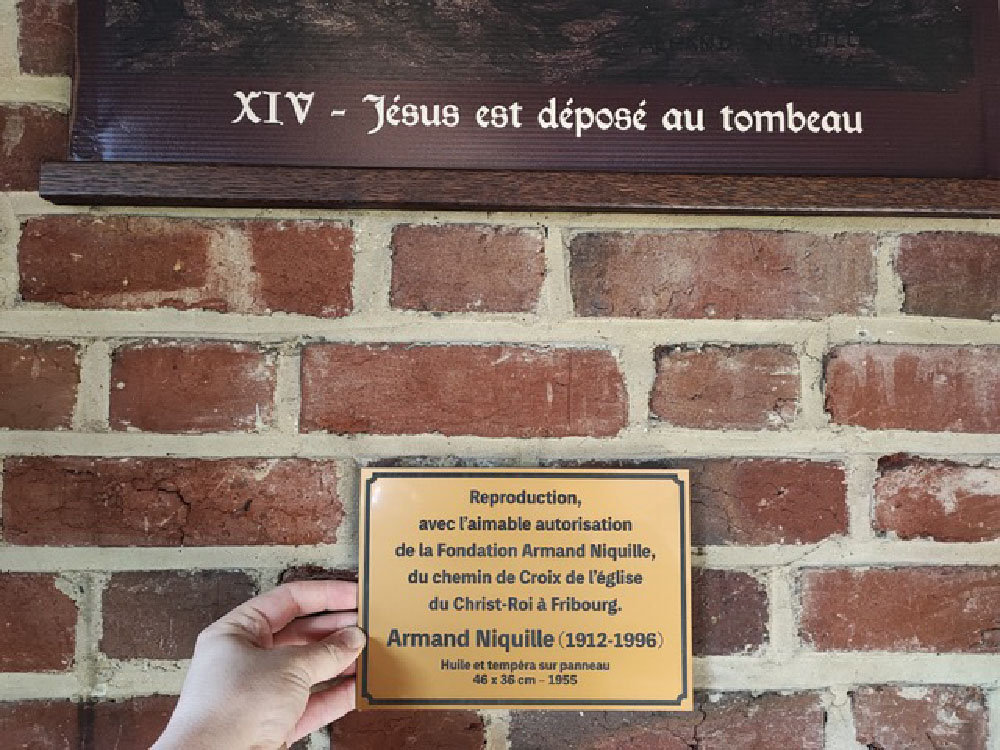 ARMAND NIQUILLE
XIV - Jésus est déposé au tombeau
Reproduction,
avec l'aimable autorisation
de la Fondation Armand Niquille,
du chemin de Croix de l'église
du Christ-Roi à Fribourg.
Armand Niquille (1912-1996)
Huile et tempéra sur panneau
46 x 36 cm - 1955